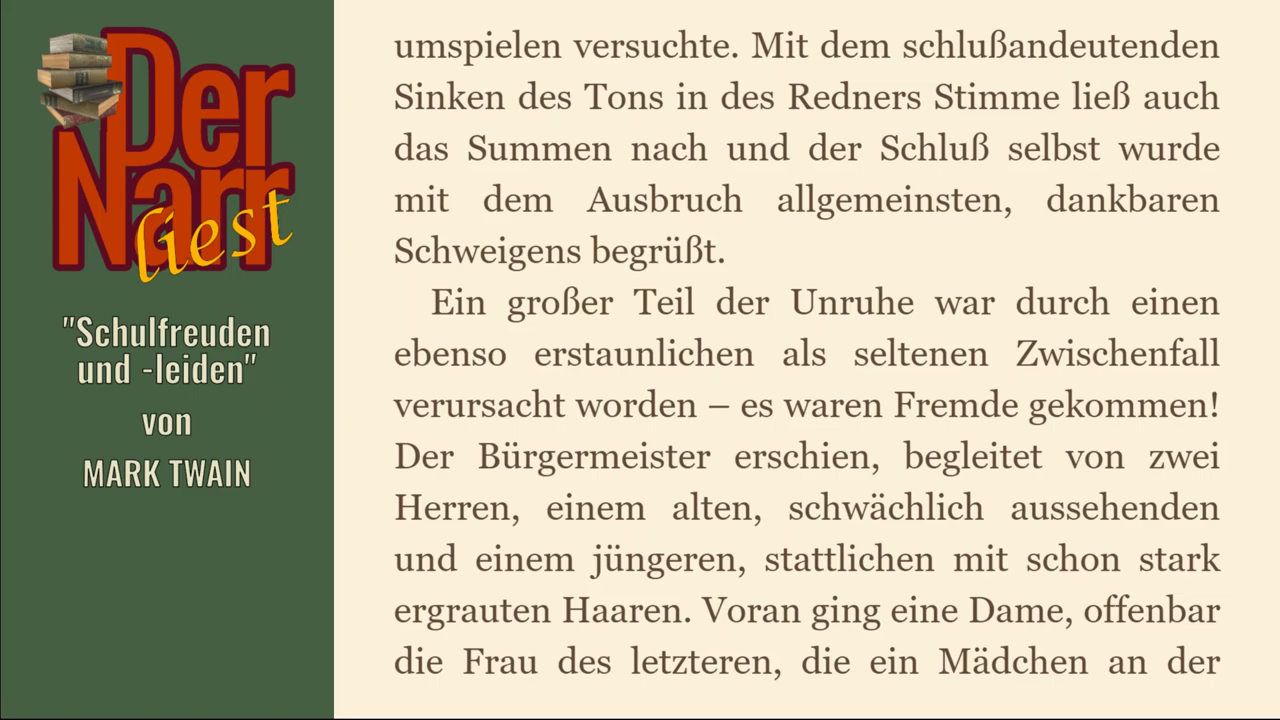 Der
Narr
liest
"Schulfreuden
und -leiden"
von
MARK TWAIN
umspielen versuchte. Mit dem schlußandeutenden
Sinken des Tons in des Redners Stimme ließ auch
das Summen nach und der Schluß selbst wurde
mit dem Ausbruch allgemeinsten, dankbaren
Schweigens begrüßt.
Ein großer Teil der Unruhe war durch einen
ebenso erstaunlichen als seltenen Zwischenfall
verursacht worden – es waren Fremde gekommen!
Der Bürgermeister erschien, begleitet von zwei
Herren, einem alten, schwächlich aussehenden
und einem jüngeren, stattlichen mit schon stark
ergrauten Haaren. Voran ging eine Dame, offenbar
die Frau des letzteren, die ein Mädchen an der